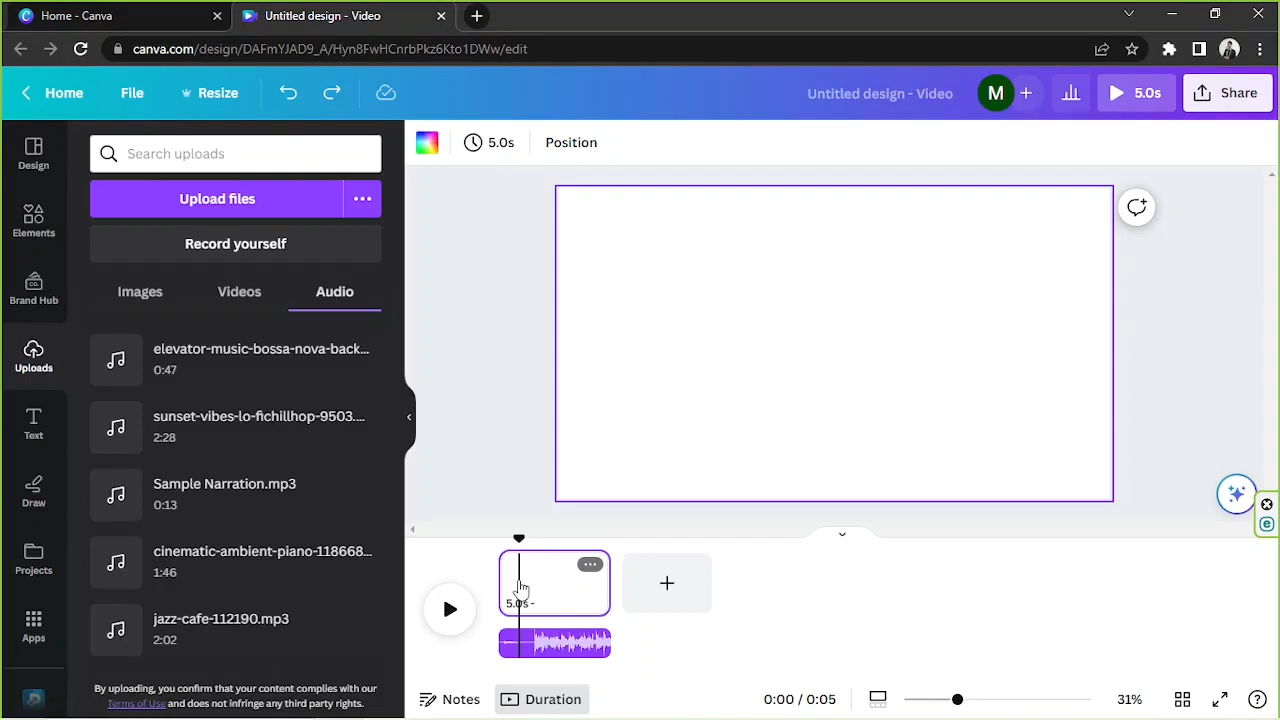 Home - Canva
Untitled design - Video
canva.com/design/DAFmYJAD9_A/Hyn8FwHCnrbPkz6Kto1DWw/edit
Home
File
Resize
Untitled design - Video
M
5.0s
Share
Design
Elements
Brand Hub
Uploads
Text
Draw
Projects
Apps
Search uploads
Upload files
Record yourself
Images
Videos
Audio
elevator-music-bossa-nova-back...
0:47
sunset-vibes-lo-fichillhop-9503....
2:28
Sample Narration.mp3
0:13
cinematic-ambient-piano-118668...
1:46
jazz-cafe-112190.mp3
2:02
By uploading, you confirm that your content complies with our
Terms of Use and does not infringe any third party rights.
5.0s
Position
5.0s -
Notes
Duration
0:00 / 0:05
31%